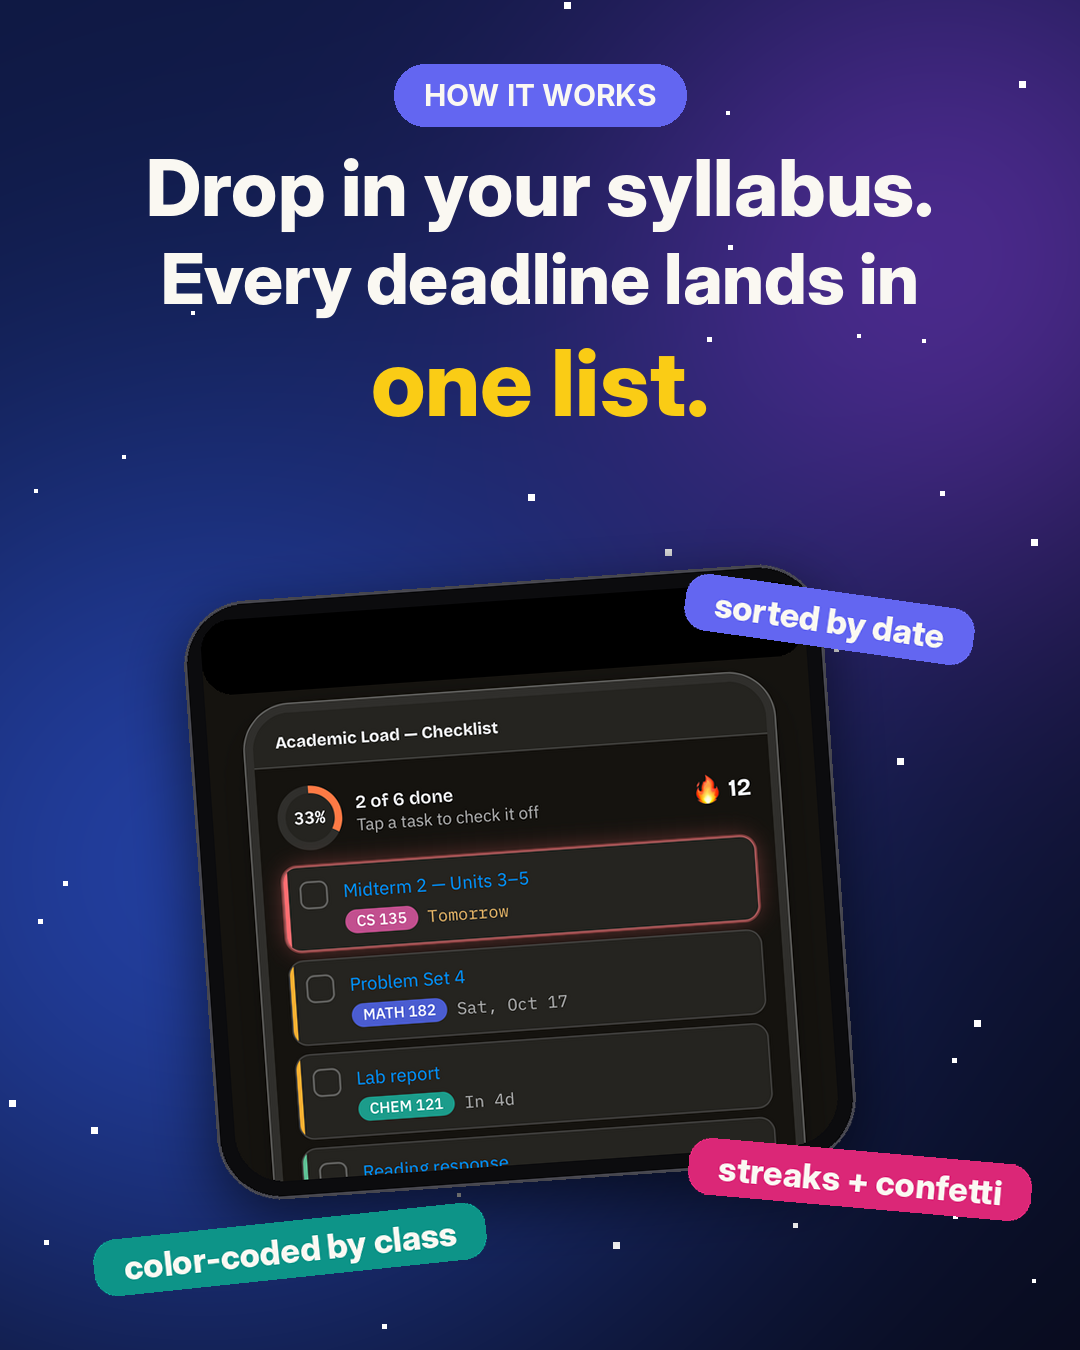 HOW IT WORKS
Drop in your syllabus.
Every deadline lands in
one list.
sorted by date
Academic Load — Checklist
33%
2 of 6 done
Tap a task to check it off
🔥 12
Midterm 2 — Units 3–5
CS 135 Tomorrow
Problem Set 4
MATH 182 Sat, Oct 17
Lab report
CHEM 121 In 4d
Reading response
streaks + confetti
color-coded by class